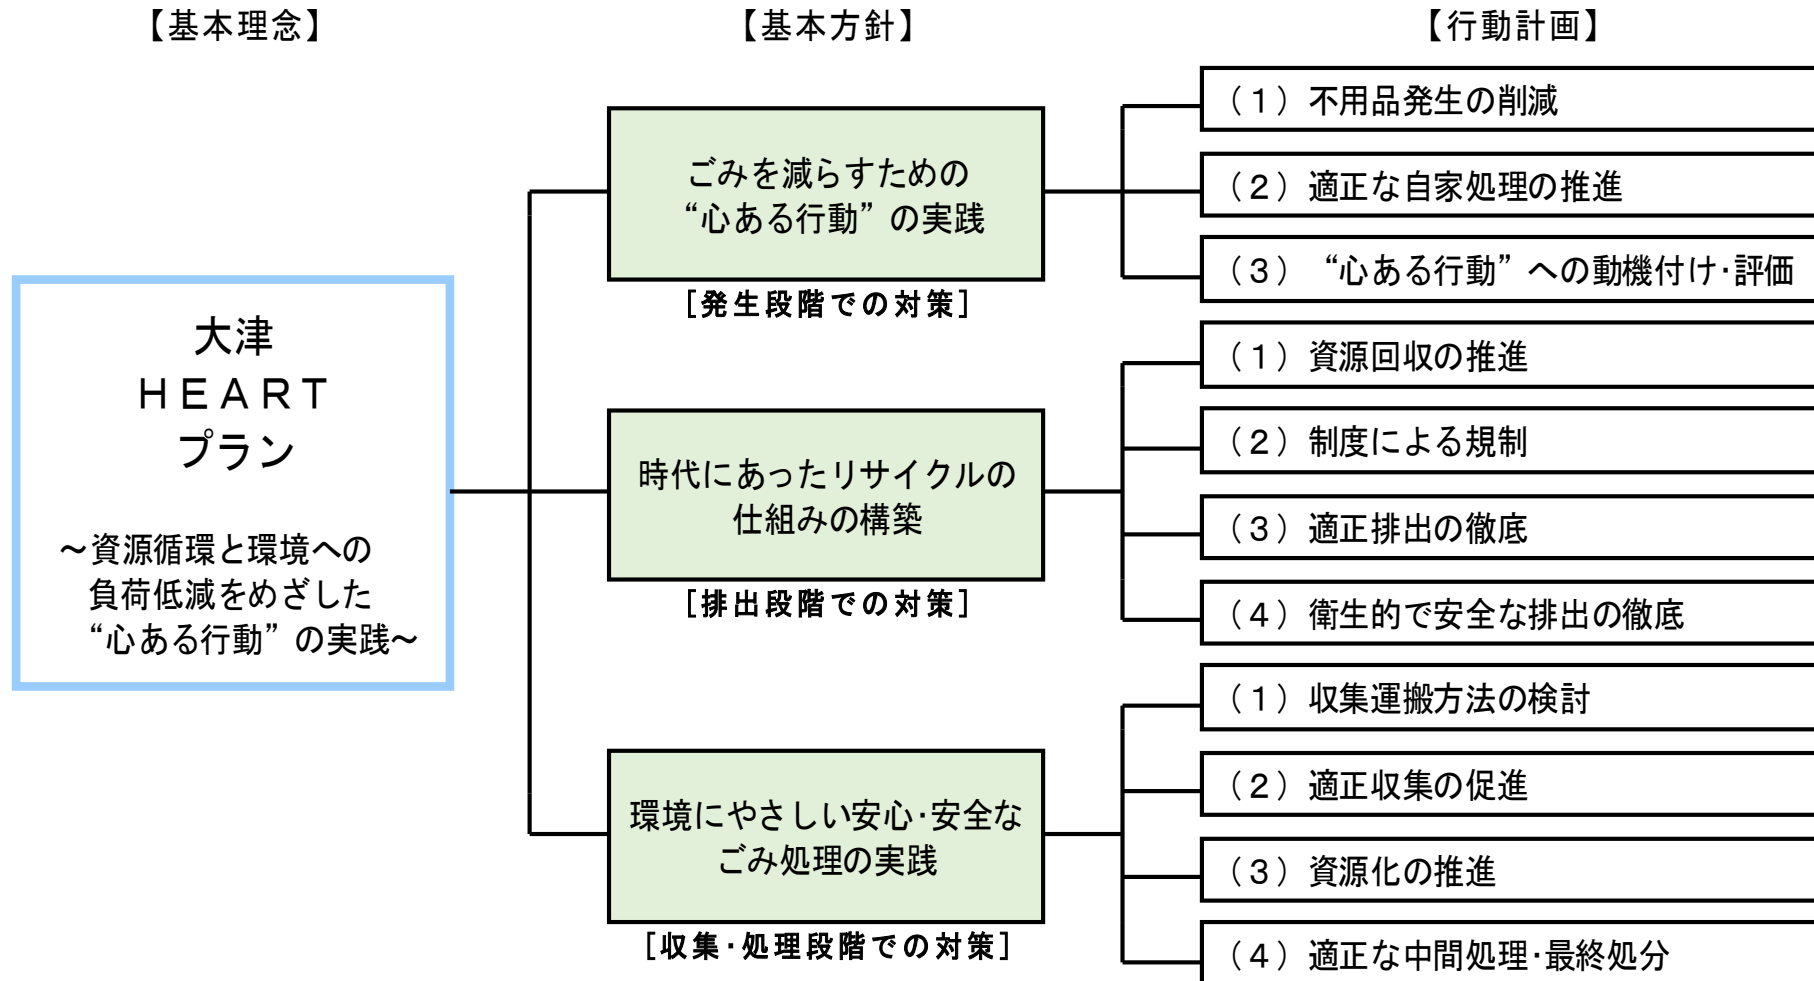 【基本理念】
【基本方針】
【行動計画】
大津
ＨＥＡＲＴ
プラン
～資源循環と環境への
負荷低減をめざした
“心ある行動”の実践～
ごみを減らすための
“心ある行動”の実践
[発生段階での対策]
（１）不用品発生の削減
（２）適正な自家処理の推進
（３）“心ある行動”への動機付け・評価
時代にあったリサイクルの
仕組みの構築
[排出段階での対策]
（１）資源回収の推進
（２）制度による規制
（３）適正排出の徹底
（４）衛生的で安全な排出の徹底
環境にやさしい安心・安全な
ごみ処理の実践
[収集・処理段階での対策]
（１）収集運搬方法の検討
（２）適正収集の促進
（３）資源化の推進
（４）適正な中間処理・最終処分